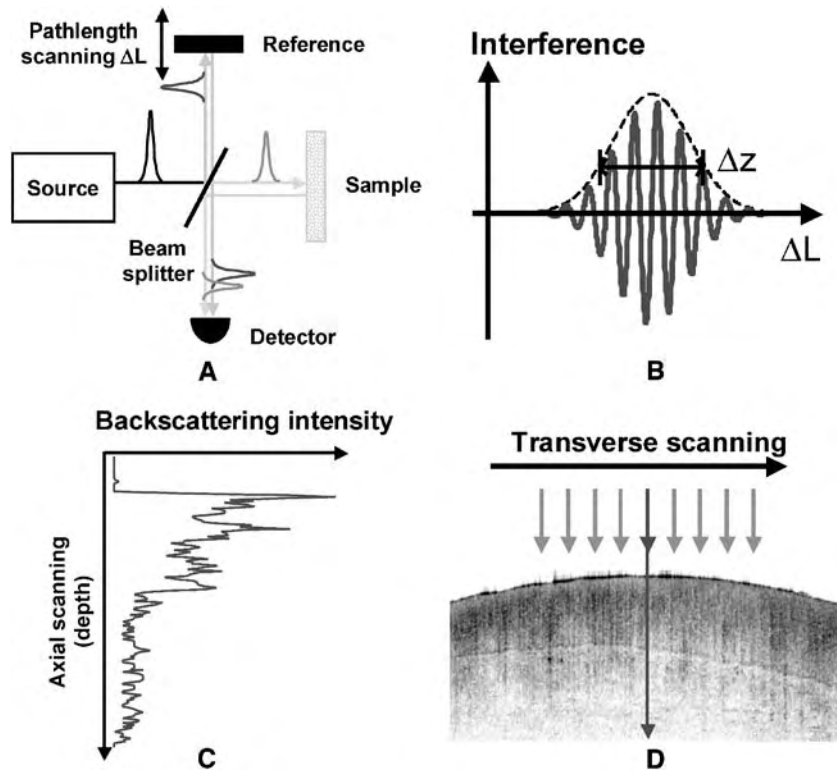 Pathlength
scanning ΔL
Reference
Source
Sample
Beam
splitter
Detector
A
Interference
Δz
ΔL
B
Backscattering intensity
Axial scanning
(depth)
C
Transverse scanning
D